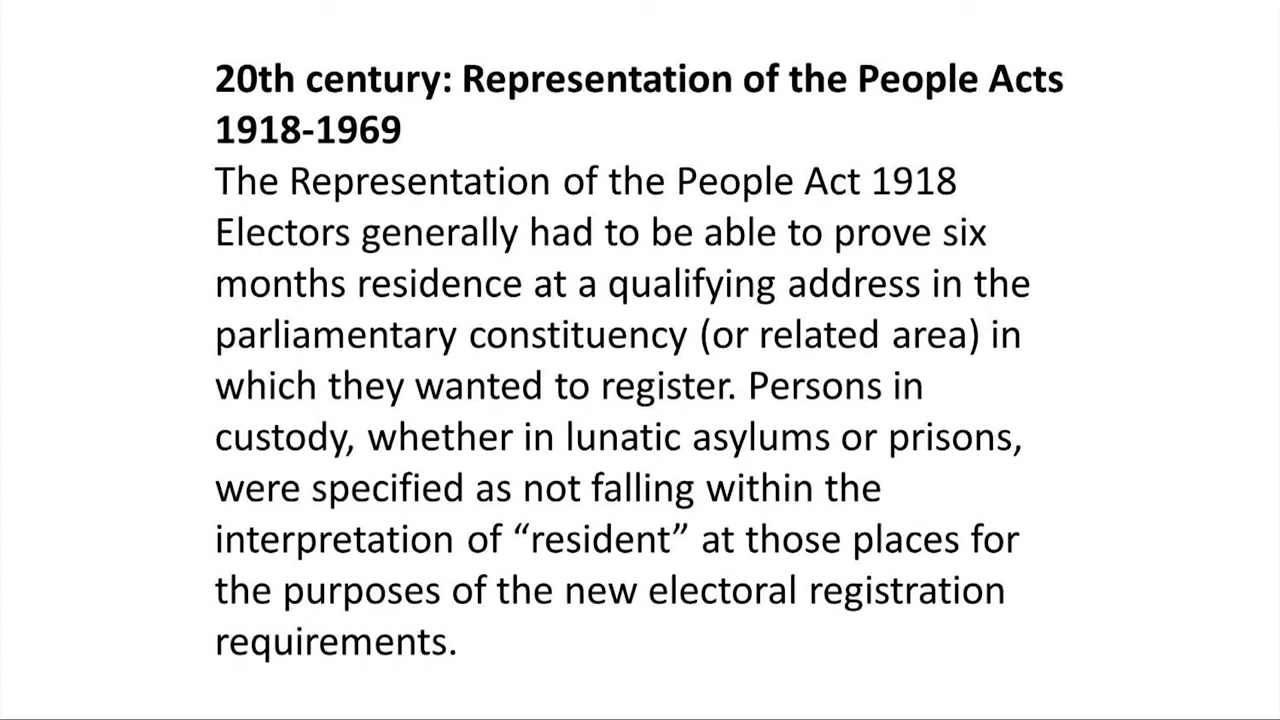 20th century: Representation of the People Acts
1918-1969
The Representation of the People Act 1918
Electors generally had to be able to prove six
months residence at a qualifying address in the
parliamentary constituency (or related area) in
which they wanted to register. Persons in
custody, whether in lunatic asylums or prisons,
were specified as not falling within the
interpretation of “resident” at those places for
the purposes of the new electoral registration
requirements.